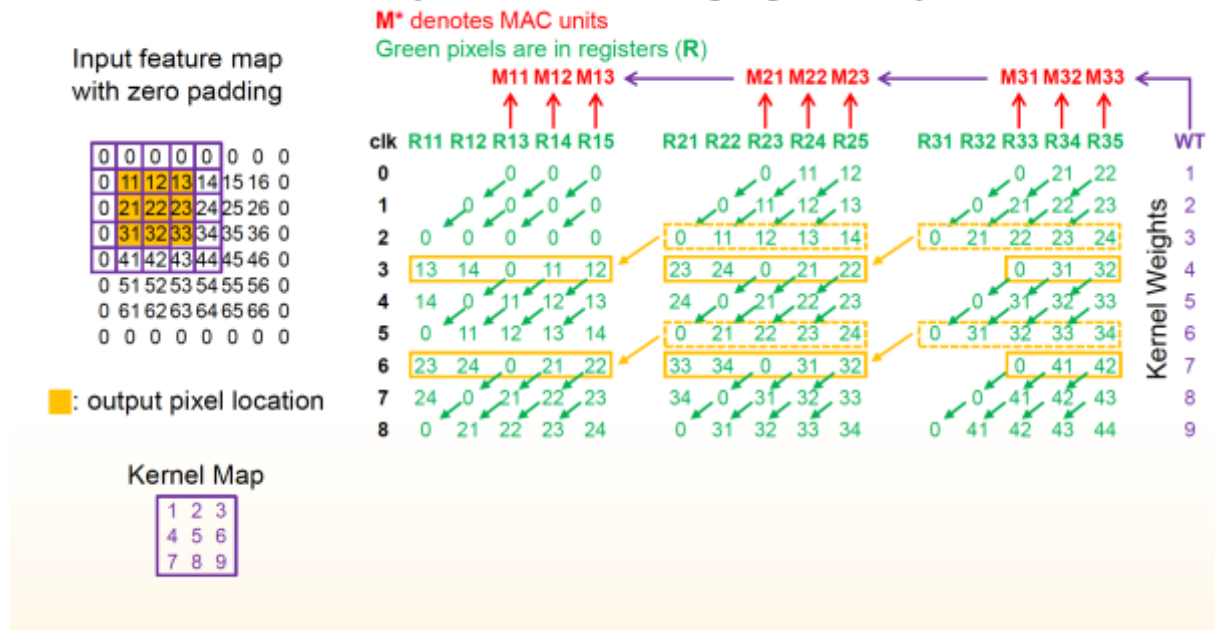 M* denotes MAC units
Green pixels are in registers (R)
Input feature map
with zero padding
M11 M12 M13 M21 M22 M23 M31 M32 M33
clk R11 R12 R13 R14 R15 R21 R22 R23 R24 R25 R31 R32 R33 R34 R35 WT
0 0 0 0 0 11 12 0 21 22 1
1 0 0 0 0 0 11 12 13 0 21 22 23 2
2 0 0 0 0 0 0 11 12 13 14 0 21 22 23 24 3
3 13 14 0 11 12 23 24 0 21 22 0 31 32 4
4 14 0 11 12 13 24 0 21 22 23 0 31 32 33 5
5 0 11 12 13 14 0 21 22 23 24 0 31 32 33 34 6
6 23 24 0 21 22 33 34 0 31 32 0 41 42 7
7 24 0 21 22 23 34 0 31 32 33 0 41 42 43 8
8 0 21 22 23 24 0 31 32 33 34 0 41 42 43 44 9
Kernel Weights
0 0 0 0 0 0 0 0
0 11 12 13 14 15 16 0
0 21 22 23 24 25 26 0
0 31 32 33 34 35 36 0
0 41 42 43 44 45 46 0
0 51 52 53 54 55 56 0
0 61 62 63 64 65 66 0
0 0 0 0 0 0 0 0
: output pixel location
Kernel Map
1 2 3
4 5 6
7 8 9